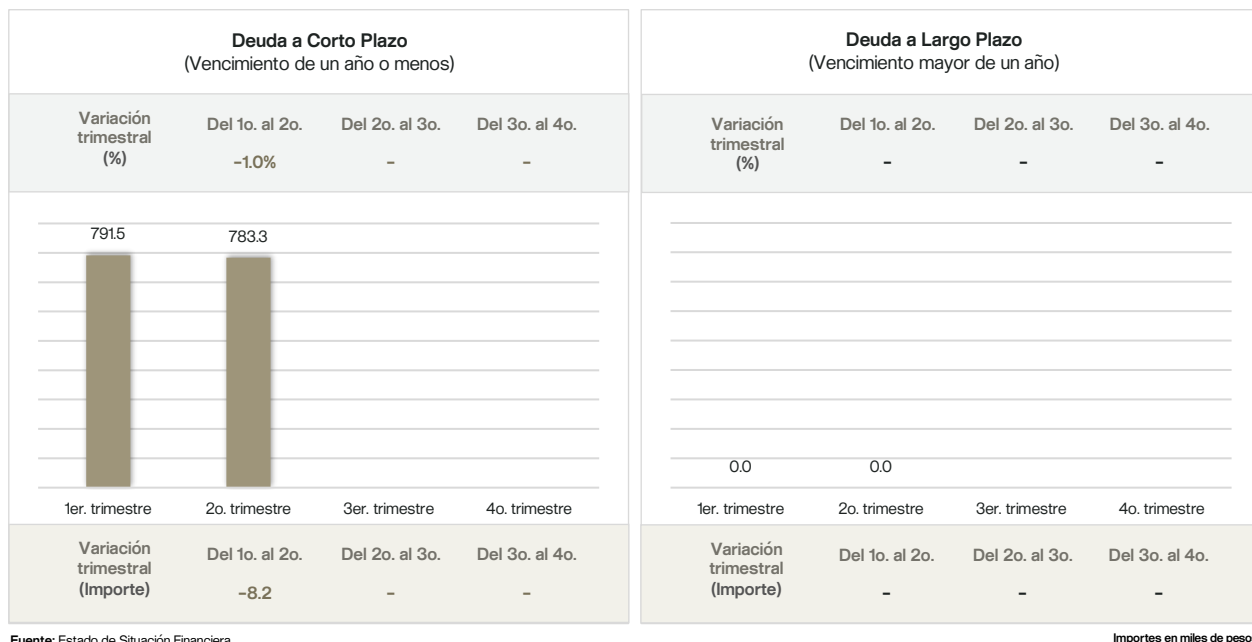 Deuda a Corto Plazo
(Vencimiento de un año o menos)
Variación
trimestral
(%)
Del 1o. al 2o.
Del 2o. al 3o.
Del 3o. al 4o.
-1.0%
-
-
791.5
783.3
1er. trimestre
2o. trimestre
3er. trimestre
4o. trimestre
Variación
trimestral
(Importe)
Del 1o. al 2o.
Del 2o. al 3o.
Del 3o. al 4o.
-8.2
-
-
Deuda a Largo Plazo
(Vencimiento mayor de un año)
Variación
trimestral
(%)
Del 1o. al 2o.
Del 2o. al 3o.
Del 3o. al 4o.
-
-
-
0.0
0.0
1er. trimestre
2o. trimestre
3er. trimestre
4o. trimestre
Variación
trimestral
(Importe)
Del 1o. al 2o.
Del 2o. al 3o.
Del 3o. al 4o.
-
-
-
Fuente: Estado de Situación Financiera
Importes en miles de peso